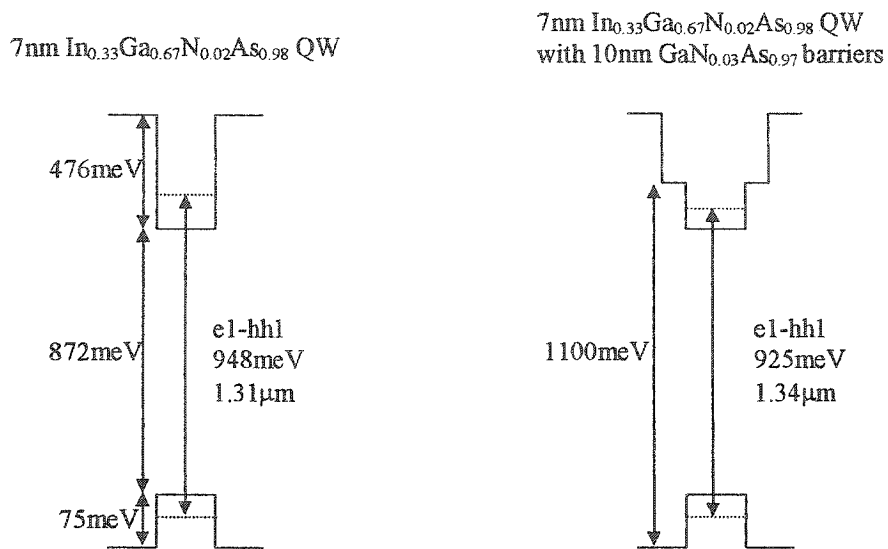 7nm In₀.₃₃Ga₀.₆₇N₀.₀₂As₀.₉₈ QW
476meV
872meV
e1-hh1
948meV
1.31μm
75meV
7nm In₀.₃₃Ga₀.₆₇N₀.₀₂As₀.₉₈ QW
with 10nm GaN₀.₀₃As₀.₉₇ barriers
1100meV
e1-hh1
925meV
1.34μm